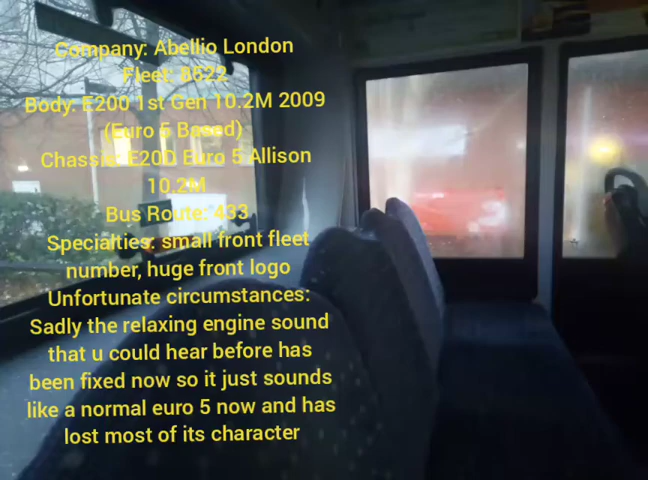 Company: Abellio London
Fleet: 8522
Body: E200 1st Gen 10.2M 2009
(Euro 5 Based)
Chassis: E20D Euro 5 Allison
10.2M
Bus Route: 433
Specialties: small front fleet
number, huge front logo
Unfortunate circumstances:
Sadly the relaxing engine sound
that u could hear before has
been fixed now so it just sounds
like a normal euro 5 now and has
lost most of its character